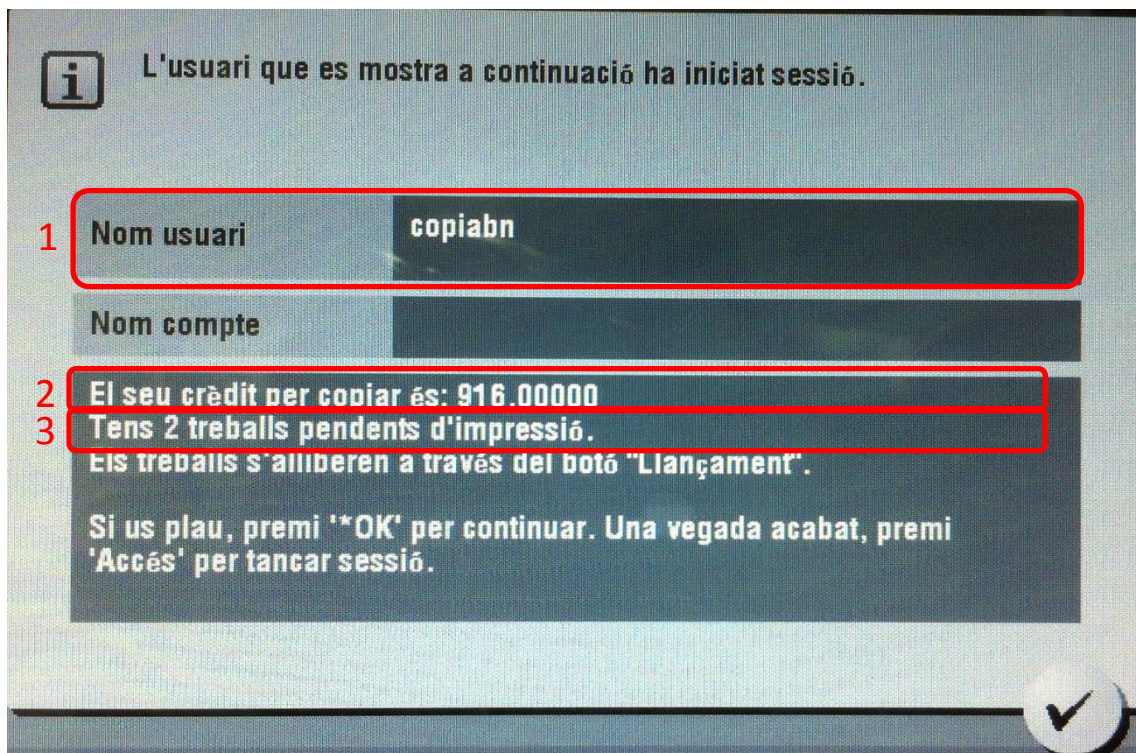 L'usuari que es mostra a continuació ha iniciat sessió.
1
Nom usuari
copiabn
Nom compte
2
El seu crèdit per copiar és: 916.00000
3
Tens 2 treballs pendents d'impressió.
Els treballs s'alliberen a través del botó "Llançament".
Si us plau, premi '*OK' per continuar. Una vegada acabat, premi
'Accés' per tancar sessió.